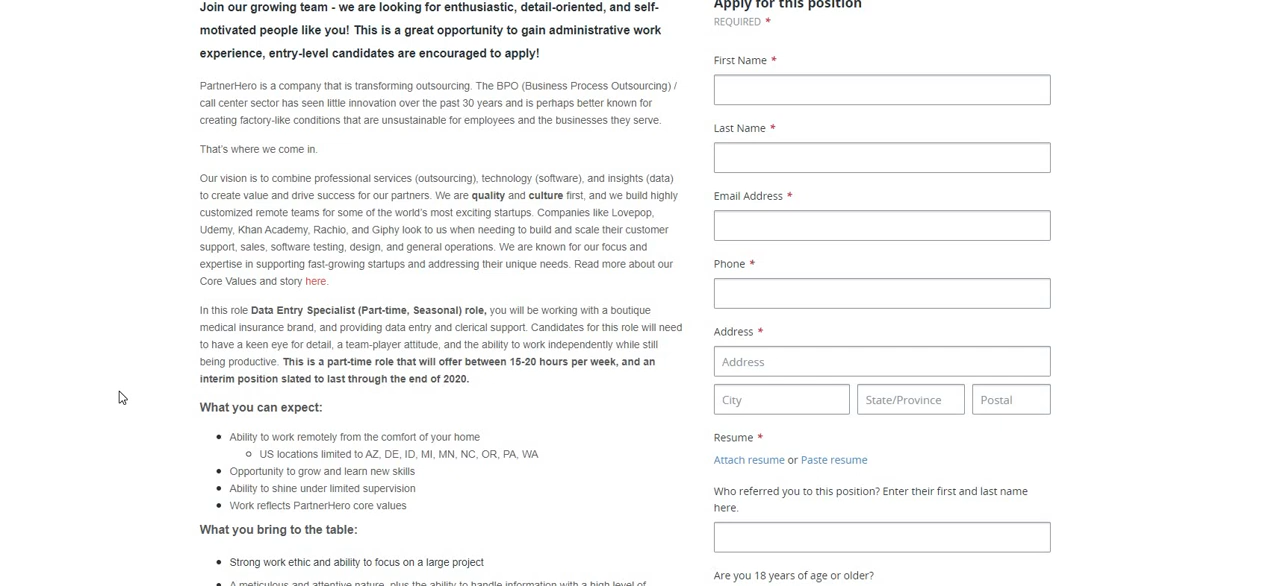 Join our growing team - we are looking for enthusiastic, detail-oriented, and self-
motivated people like you! This is a great opportunity to gain administrative work
experience, entry-level candidates are encouraged to apply!
PartnerHero is a company that is transforming outsourcing. The BPO (Business Process Outsourcing) /
call center sector has seen little innovation over the past 30 years and is perhaps better known for
creating factory-like conditions that are unsustainable for employees and the businesses they serve.
That's where we come in.
Our vision is to combine professional services (outsourcing), technology (software), and insights (data)
to create value and drive success for our partners. We are quality and culture first, and we build highly
customized remote teams for some of the world's most exciting startups. Companies like Lovepop,
Udemy, Khan Academy, Rachio, and Giphy look to us when needing to build and scale their customer
support, sales, software testing, design, and general operations. We are known for our focus and
expertise in supporting fast-growing startups and addressing their unique needs. Read more about our
Core Values and story here.
In this role Data Entry Specialist (Part-time, Seasonal) role, you will be working with a boutique
medical insurance brand, and providing data entry and clerical support. Candidates for this role will need
to have a keen eye for detail, a team-player attitude, and the ability to work independently while still
being productive. This is a part-time role that will offer between 15-20 hours per week, and an
interim position slated to last through the end of 2020.
What you can expect:
• Ability to work remotely from the comfort of your home
◦ US locations limited to AZ, DE, ID, MI, MN, NC, OR, PA, WA
• Opportunity to grow and learn new skills
• Ability to shine under limited supervision
• Work reflects PartnerHero core values
What you bring to the table:
• Strong work ethic and ability to focus on a large project
• A meticulous and attentive nature, plus the ability to handle information with a high level of
Apply for this position
REQUIRED *
First Name *
Last Name *
Email Address *
Phone *
Address *
Address
City State/Province Postal
Resume *
Attach resume or Paste resume
Who referred you to this position? Enter their first and last name
here.
Are you 18 years of age or older?